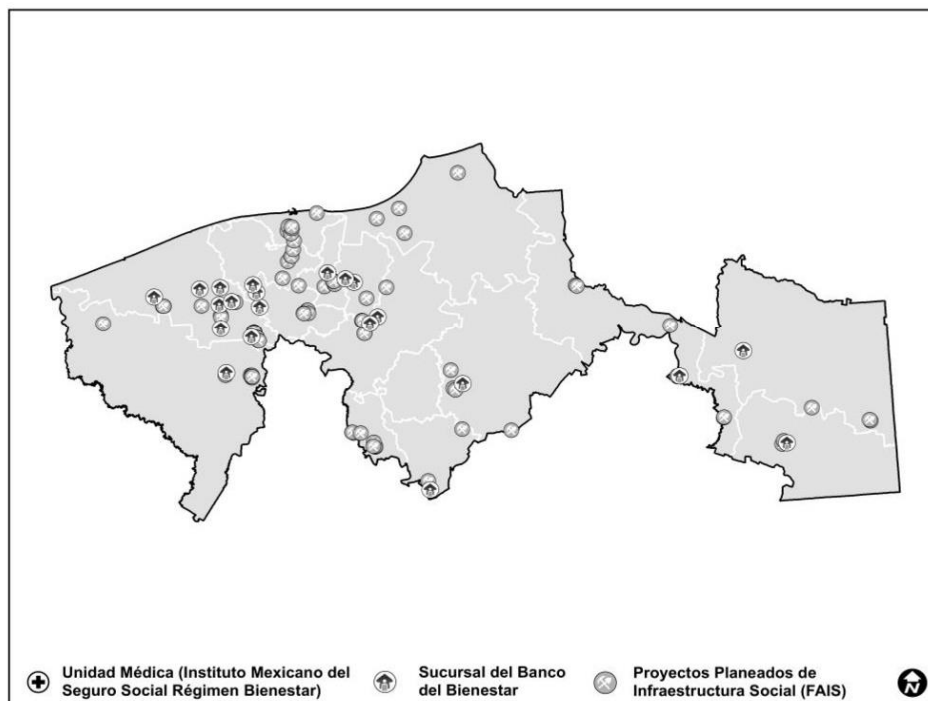 Unidad Médica (Instituto Mexicano del
Seguro Social Régimen Bienestar)
Sucursal del Banco
del Bienestar
Proyectos Planeados de
Infraestructura Social (FAIS)
N